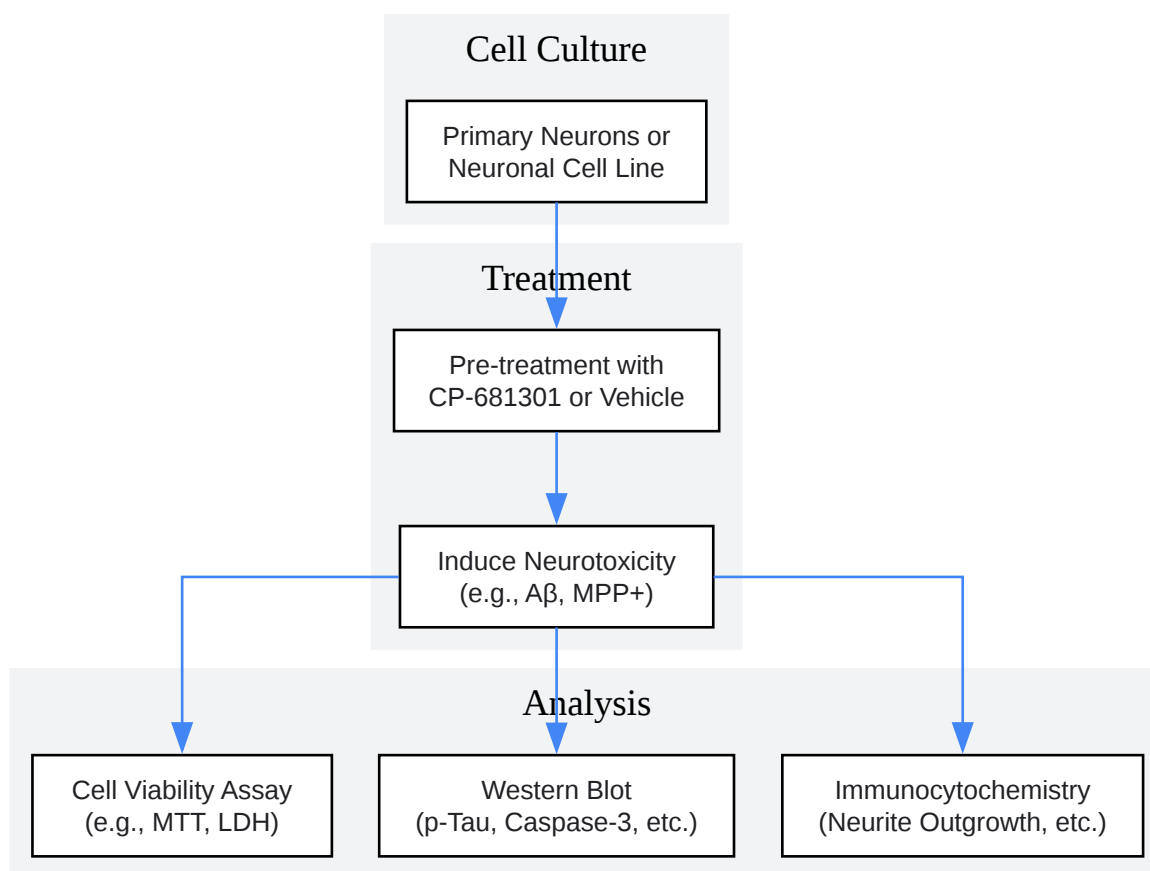 Cell Culture
Primary Neurons or
Neuronal Cell Line
Treatment
Pre-treatment with
CP-681301 or Vehicle
Induce Neurotoxicity
(e.g., Aβ, MPP+)
Analysis
Cell Viability Assay
(e.g., MTT, LDH)
Western Blot
(p-Tau, Caspase-3, etc.)
Immunocytochemistry
(Neurite Outgrowth, etc.)